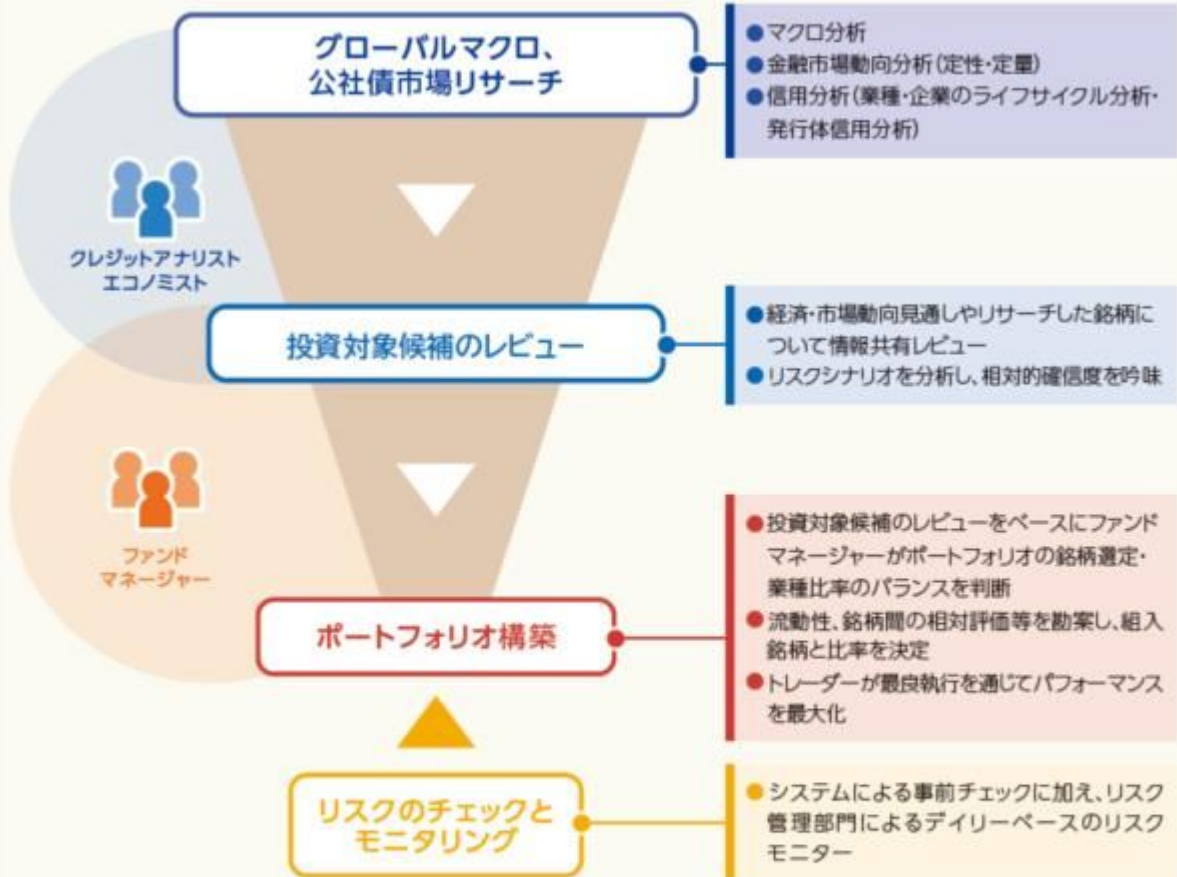 グローバルマクロ、
公社債市場リサーチ
●マクロ分析
●金融市場動向分析(定性・定量)
●信用分析(業種・企業のライフサイクル分析・
発行体信用分析)
クレジットアナリスト
エコノミスト
投資対象候補のレビュー
●経済・市場動向見通しやリサーチした銘柄に
ついて情報共有レビュー
●リスクシナリオを分析し、相対的確信度を吟味
ファンド
マネージャー
ポートフォリオ構築
●投資対象候補のレビューをベースにファンド
マネージャーがポートフォリオの銘柄選定・
業種比率のバランスを判断
●流動性、銘柄間の相対評価等を勘案し、組入
銘柄と比率を決定
●トレーダーが最良執行を通じてパフォーマンス
を最大化
リスクのチェックと
モニタリング
●システムによる事前チェックに加え、リスク
管理部門によるデイリーベースのリスク
モニター